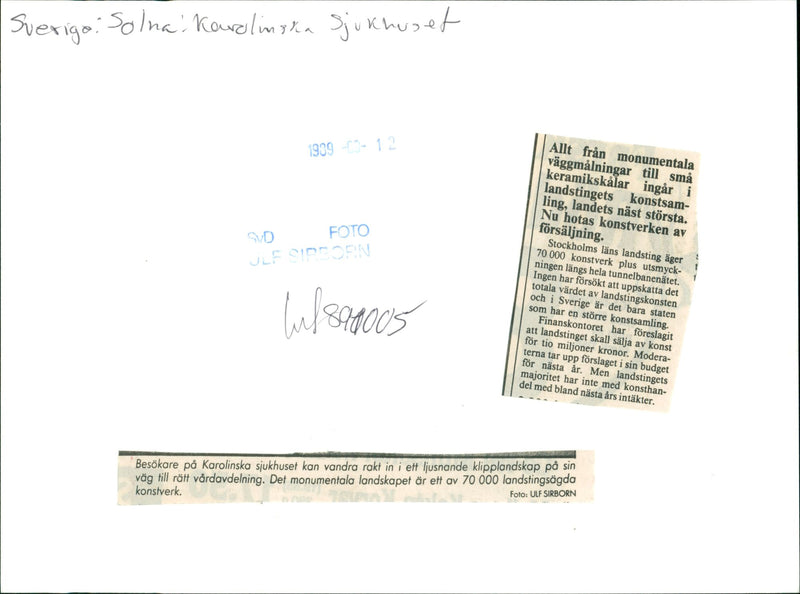 Sverige: Solna: Karolinska Sjukhuset
1989 - - 12
SvD FOTO
ULF SIRBORN
891005
Allt från monumentala
väggmålningar till små
keramikskålar ingår i
landstingets konstsam-
ling, landets näst största.
Nu hotas konstverken av
försäljning.
Stockholms läns landsting äger
70 000 konstverk plus utsmyck-
ningen längs hela tunnelbanenätet.
Ingen har försökt att uppskatta det
totala värdet av landstingskonsten
och i Sverige är det bara staten
som har en större konstsamling.
Finanskontoret har föreslagit
att landstinget skall sälja av konst
för tio miljoner kronor. Modera-
terna tar upp förslaget i sin budget
för nästa år. Men landstingets
majoritet har inte med konsthan-
del med bland nästa års intäkter.
Besökare på Karolinska sjukhuset kan vandra rakt in i ett ljusnande klipplandskap på sin
väg till rätt vårdavdelning. Det monumentala landskapet är ett av 70 000 landstingsägda
konstverk.
Foto: ULF SIRBORN